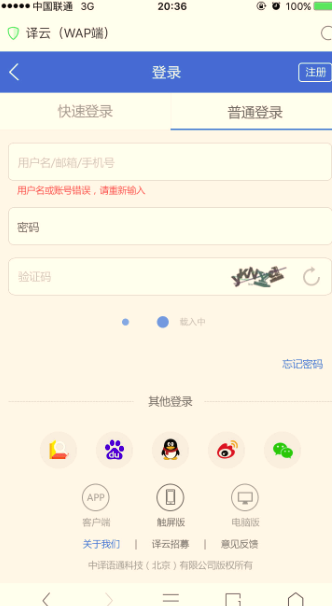 中国联通 3G 20:36 100%
译云（WAP端）
登录 注册
快速登录 普通登录
用户名/邮箱/手机号
用户名或账号错误，请重新输入
密码
验证码
载入中
忘记密码
其他登录
APP
客户端 触屏版 电脑版
关于我们 | 译云招募 | 意见反馈
中译语通科技（北京）有限公司版权所有